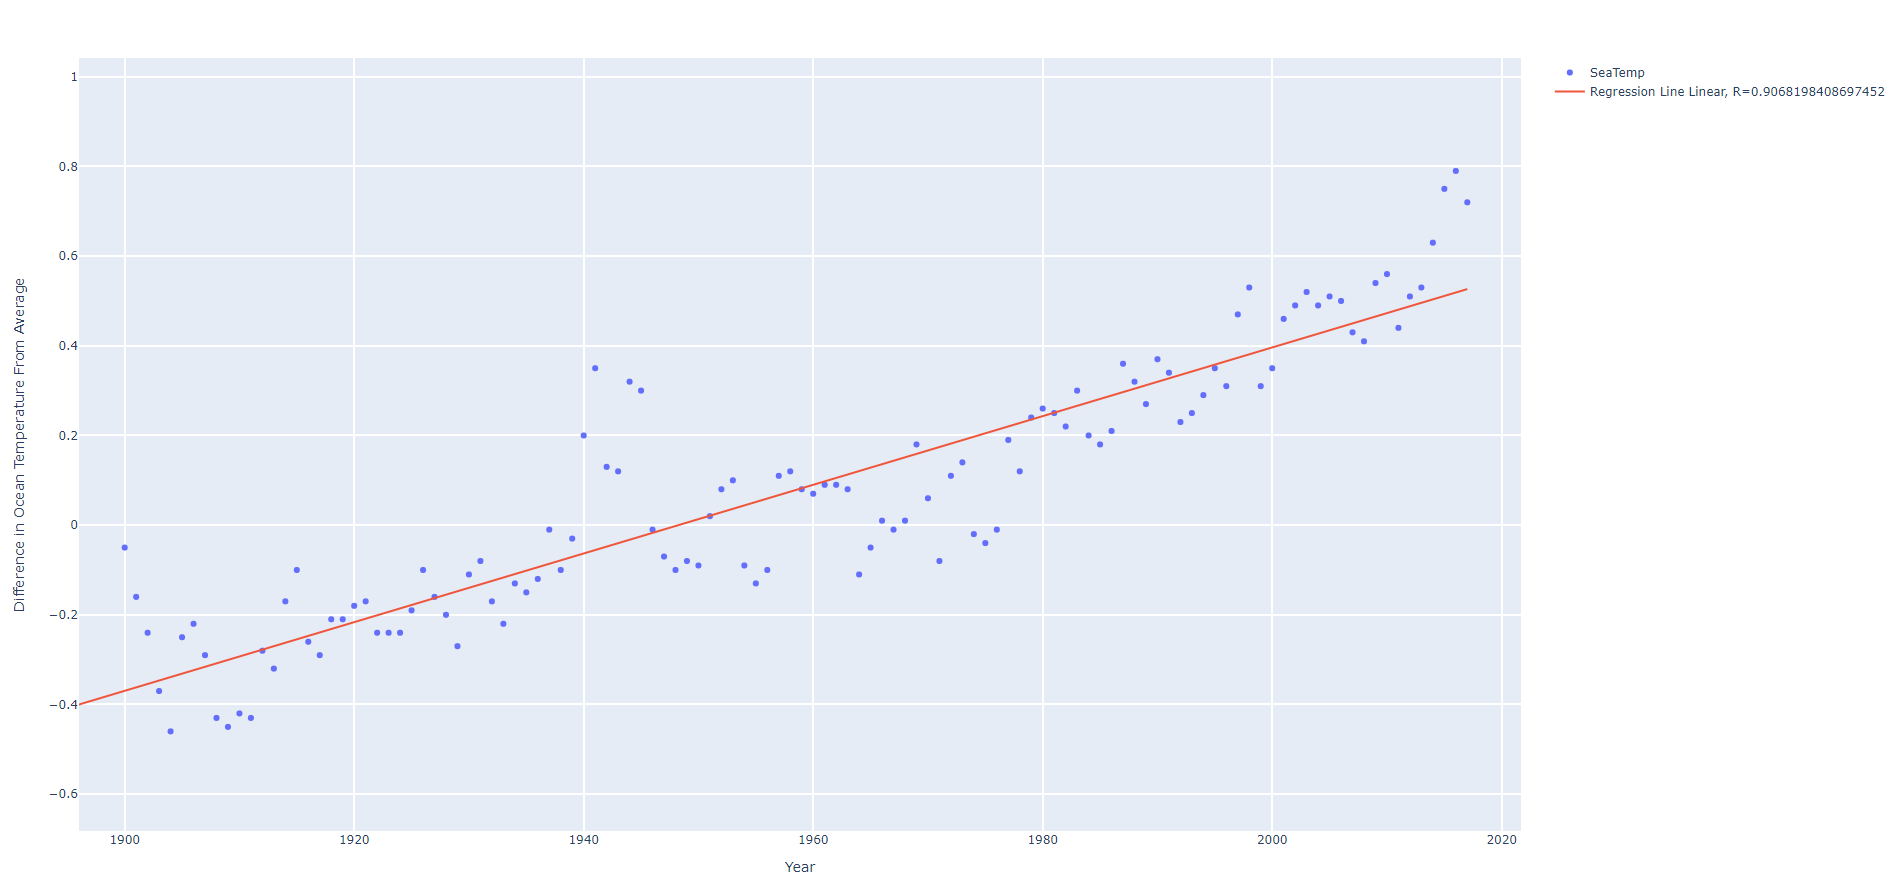 SeaTemp
Regression Line Linear, R=0.9068198408697452
Difference in Ocean Temperature From Average
1
0.8
0.6
0.4
0.2
0
−0.2
−0.4
−0.6
1900 1920 1940 1960 1980 2000 2020
Year